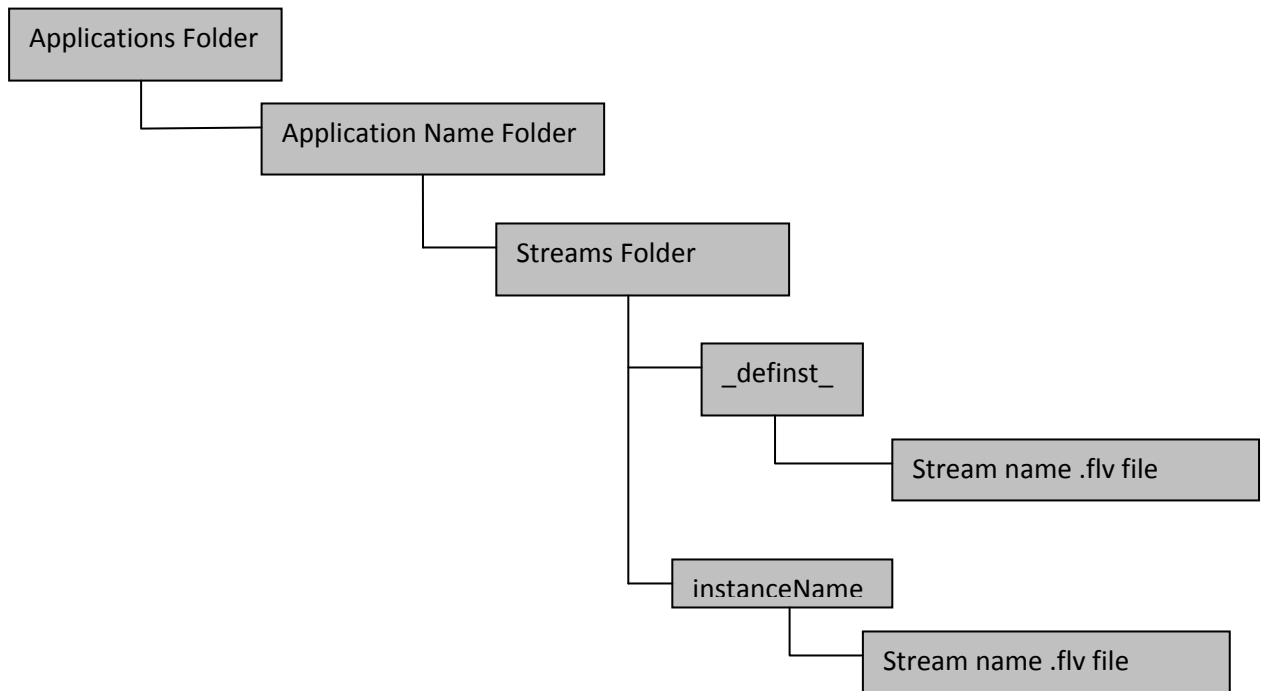 Applications Folder
Application Name Folder
Streams Folder
_definst_
Stream name .flv file
instanceName
Stream name .flv file